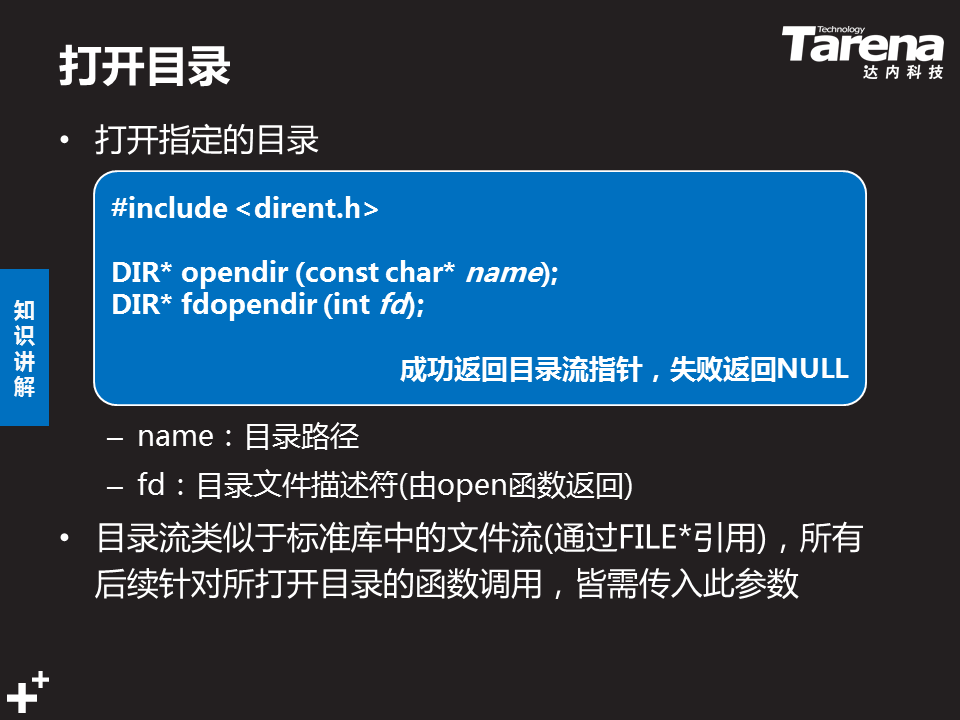 打开目录
Technology
Tarena
达内科技
• 打开指定的目录
#include <dirent.h>
DIR* opendir (const char* name);
DIR* fdopendir (int fd);
成功返回目录流指针，失败返回NULL
知识讲解
– name：目录路径
– fd：目录文件描述符(由open函数返回)
• 目录流类似于标准库中的文件流(通过FILE*引用)，所有
后续针对所打开目录的函数调用，皆需传入此参数